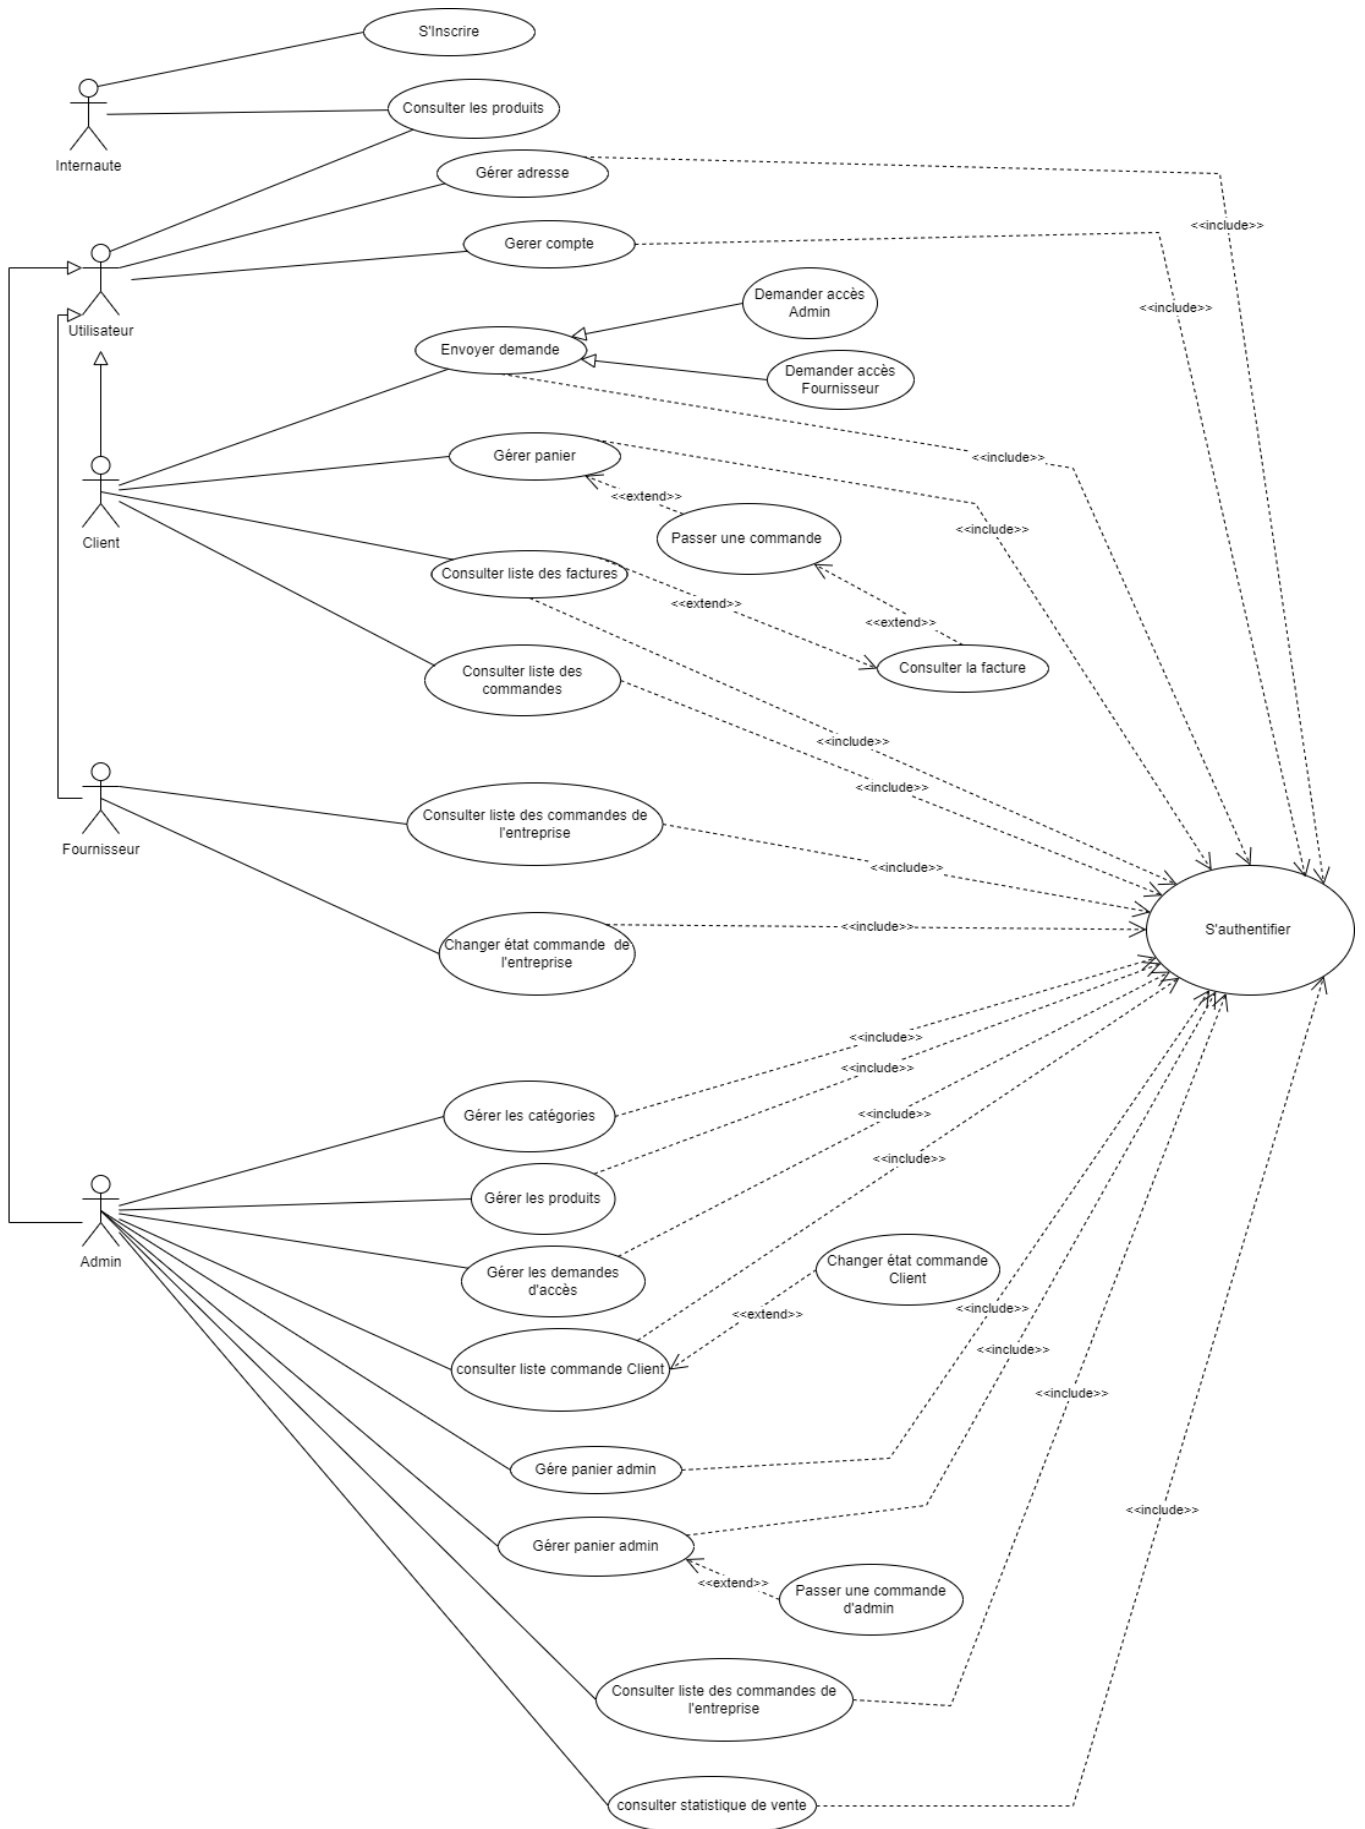 S'Inscrire
Consulter les produits
Internaute
Gérer adresse
<<include>>
Gerer compte
Utilisateur
Demander accès
Admin
<<include>>
Envoyer demande
Demander accès
Fournisseur
Gérer panier
<<include>>
<<extend>>
<<include>>
Client
Passer une commande
Consulter liste des factures
<<extend>>
<<extend>>
Consulter liste des
commandes
Consulter la facture
<<include>>
<<include>>
Fournisseur
Consulter liste des commandes de
l'entreprise
<<include>>
Changer état commande  de
l'entreprise
<<include>>
S'authentifier
<<include>>
<<include>>
Gérer les catégories
<<include>>
<<include>>
Gérer les produits
Admin
Gérer les demandes
d'accès
Changer état commande
Client
<<include>>
<<extend>>
<<include>>
consulter liste commande Client
<<include>>
Gére panier admin
<<include>>
Gérer panier admin
<<extend>>
Passer une commande
d'admin
Consulter liste des commandes de
l'entreprise
consulter statistique de vente